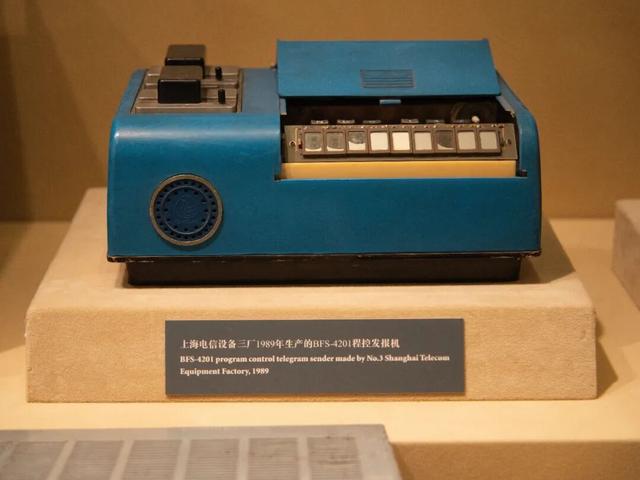 上海电信设备三厂1989年生产的BFS-4201程控发报机
BFS-4201 program control telegram sender made by No.3 Shanghai Telecom
Equipment Factory, 1989